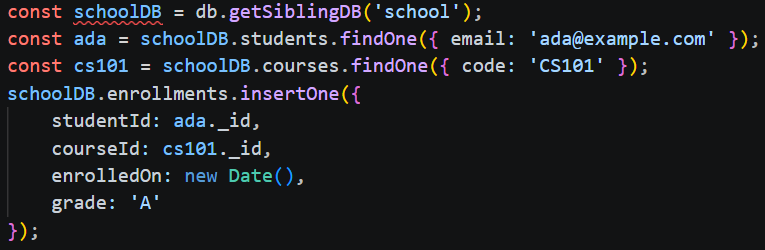 const schoolDB = db.getSiblingDB('school');
const ada = schoolDB.students.findOne({ email: 'ada@example.com' });
const cs101 = schoolDB.courses.findOne({ code: 'CS101' });
schoolDB.enrollments.insertOne({
    studentId: ada._id,
    courseId: cs101._id,
    enrolledOn: new Date(),
    grade: 'A'
});